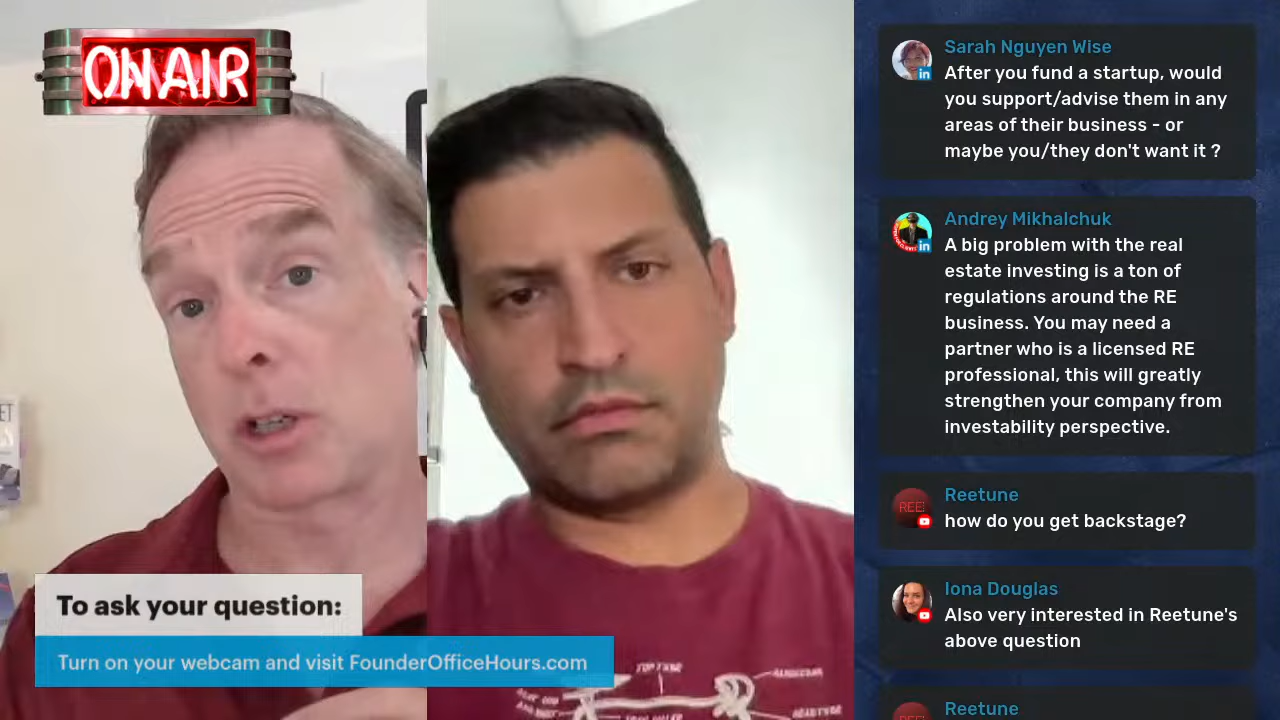 ON AIR
To ask your question:
Turn on your webcam and visit FounderOfficeHours.com
Sarah Nguyen Wise
After you fund a startup, would
you support/advise them in any
areas of their business - or
maybe you/they don't want it ?
Andrey Mikhalchuk
A big problem with the real
estate investing is a ton of
regulations around the RE
business. You may need a
partner who is a licensed RE
professional, this will greatly
strengthen your company from
investability perspective.
Reetune
how do you get backstage?
Iona Douglas
Also very interested in Reetune's
above question
Reetune